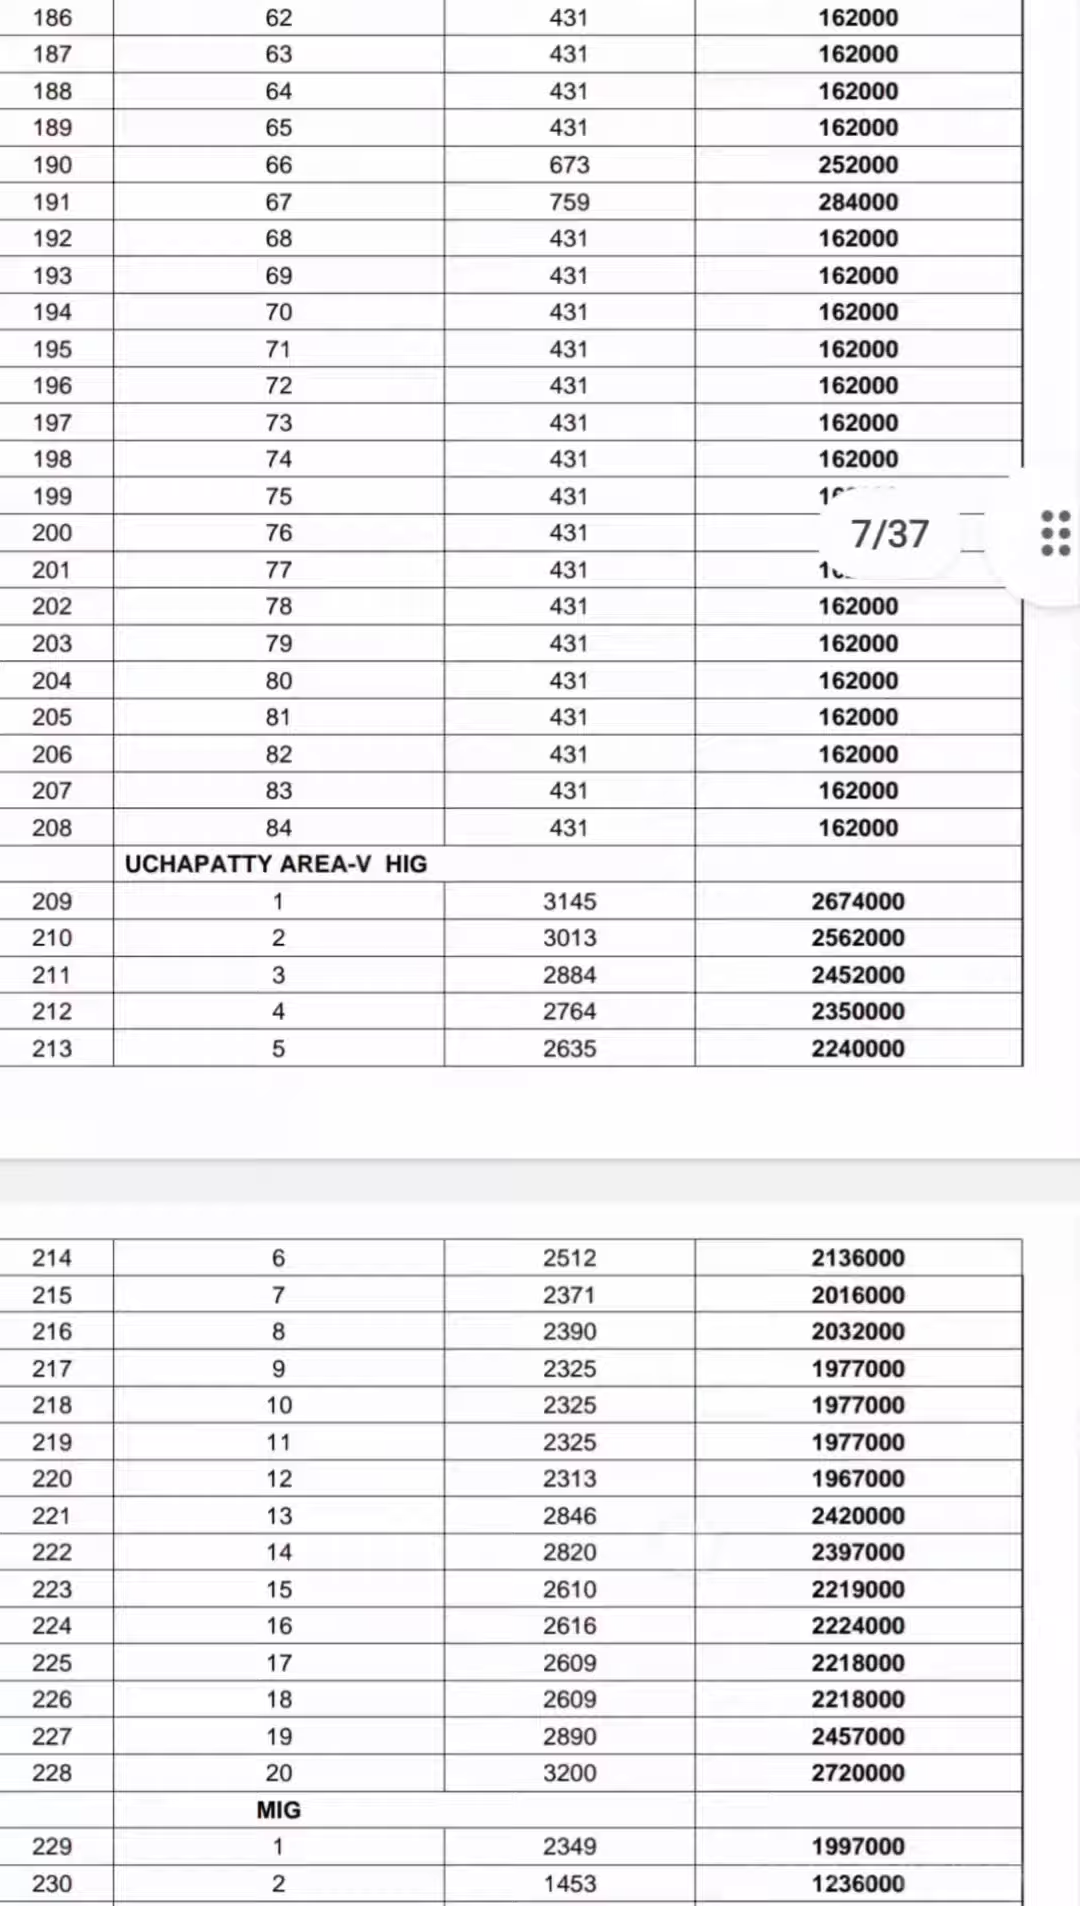 186 62 431 162000
187 63 431 162000
188 64 431 162000
189 65 431 162000
190 66 673 252000
191 67 759 284000
192 68 431 162000
193 69 431 162000
194 70 431 162000
195 71 431 162000
196 72 431 162000
197 73 431 162000
198 74 431 162000
199 75 431
200 76 431
7/37
201 77 431
202 78 431 162000
203 79 431 162000
204 80 431 162000
205 81 431 162000
206 82 431 162000
207 83 431 162000
208 84 431 162000
UCHAPATTY AREA-V HIG
209 1 3145 2674000
210 2 3013 2562000
211 3 2884 2452000
212 4 2764 2350000
213 5 2635 2240000
214 6 2512 2136000
215 7 2371 2016000
216 8 2390 2032000
217 9 2325 1977000
218 10 2325 1977000
219 11 2325 1977000
220 12 2313 1967000
221 13 2846 2420000
222 14 2820 2397000
223 15 2610 2219000
224 16 2616 2224000
225 17 2609 2218000
226 18 2609 2218000
227 19 2890 2457000
228 20 3200 2720000
MIG
229 1 2349 1997000
230 2 1453 1236000